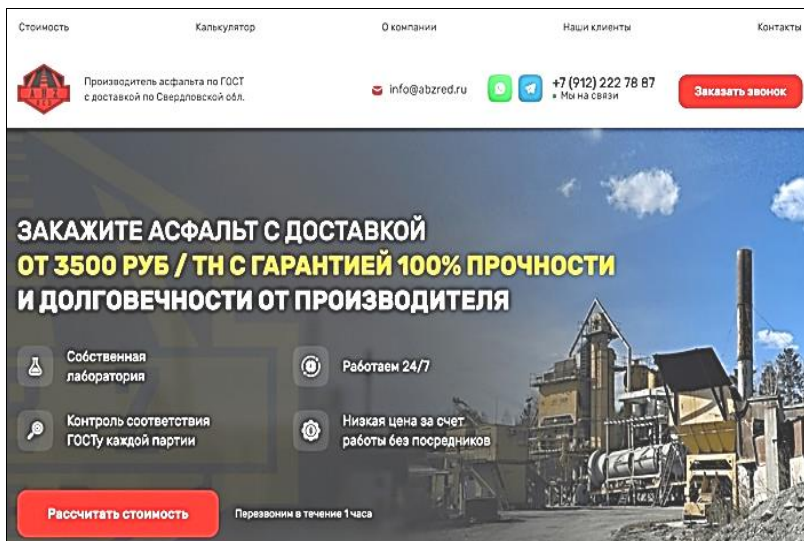 Стоимость
Калькулятор
О компании
Наши клиенты
Контакты
Производитель асфальта по ГОСТ
с доставкой по Свердловской обл.
info@abzred.ru
+7 (912) 222 78 87
Мы на связи
Заказать звонок
ЗАКАЖИТЕ АСФАЛЬТ С ДОСТАВКОЙ
ОТ 3500 РУБ / ТН С ГАРАНТИЕЙ 100% ПРОЧНОСТИ
И ДОЛГОВЕЧНОСТИ ОТ ПРОИЗВОДИТЕЛЯ
Собственная
лаборатория
Работаем 24/7
Контроль соответствия
ГОСТу каждой партии
Низкая цена за счет
работы без посредников
Рассчитать стоимость
Перезвоним в течение 1 часа